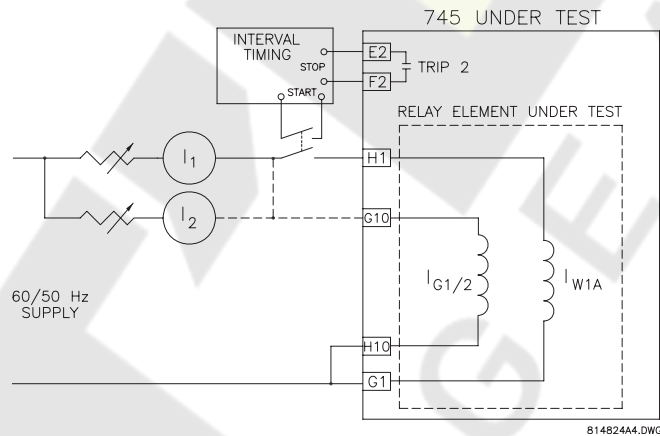 745 UNDER TEST
INTERVAL
TIMING
STOP
START
E2
F2
TRIP 2
RELAY ELEMENT UNDER TEST
I1
H1
I2
G10
IG1/2
IW1A
60/50 Hz
SUPPLY
H10
G1
814824A4.DWG